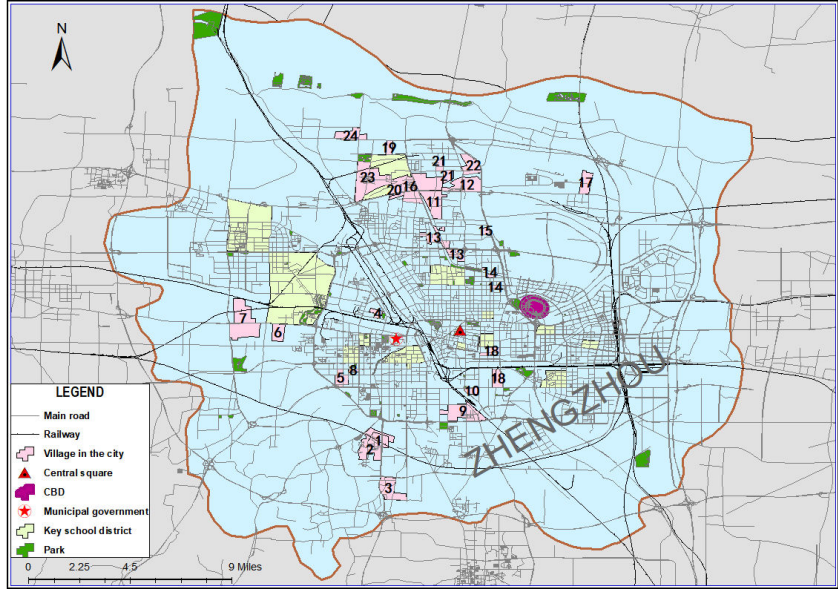 N
24
19
21
22
23
21
17
20
16
12
11
15
13
13
14
14
7
4
6
18
8
5
18
10
9
ZHENGZHOU
1
2
3
LEGEND
Main road
Railway
Village in the city
Central square
CBD
Municipal government
Key school district
Park
0 2.25 4.5 9 Miles